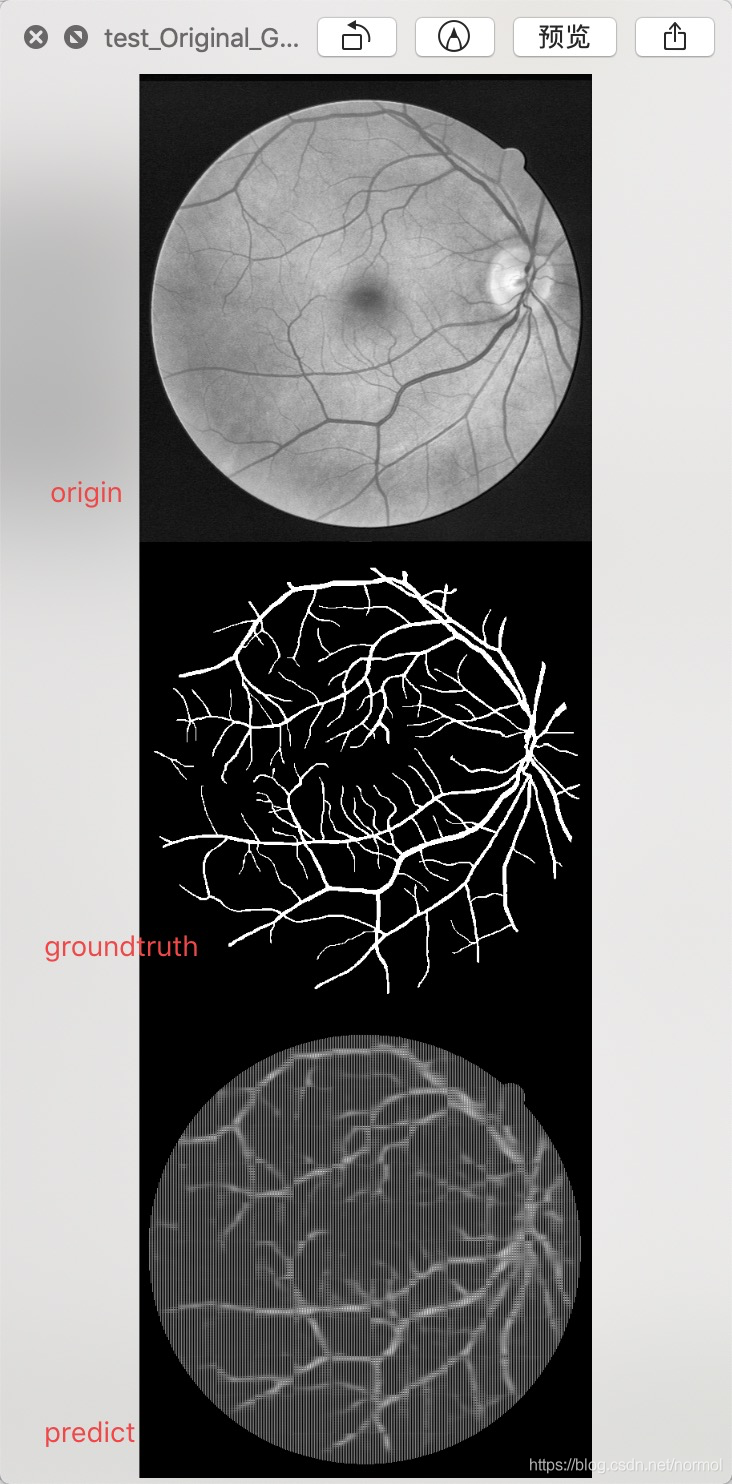 test_Original_G...
预览
origin
groundtruth
predict
https://blog.csdn.net/normol